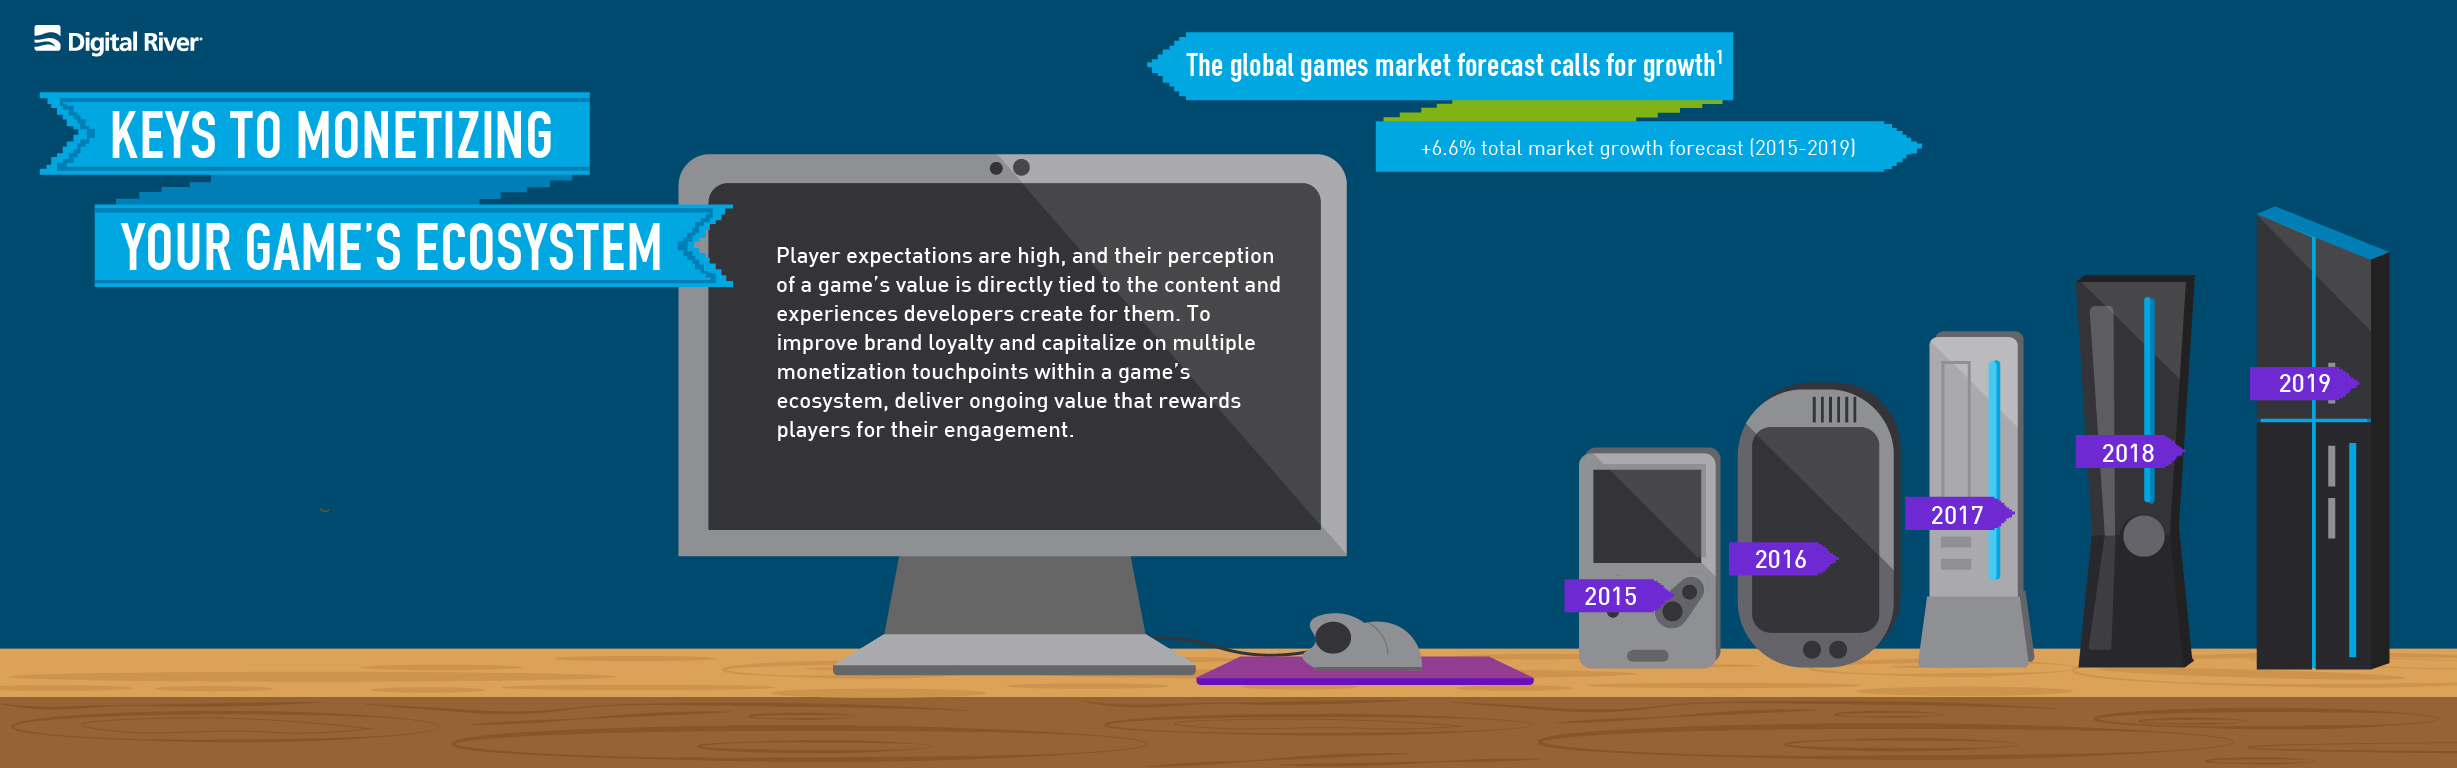 Digital River
KEYS TO MONETIZING
YOUR GAME'S ECOSYSTEM
Player expectations are high, and their perception
of a game's value is directly tied to the content and
experiences developers create for them. To
improve brand loyalty and capitalize on multiple
monetization touchpoints within a game's
ecosystem, deliver ongoing value that rewards
players for their engagement.
The global games market forecast calls for growth¹
+6.6% total market growth forecast (2015-2019)
2015
2016
2017
2018
2019